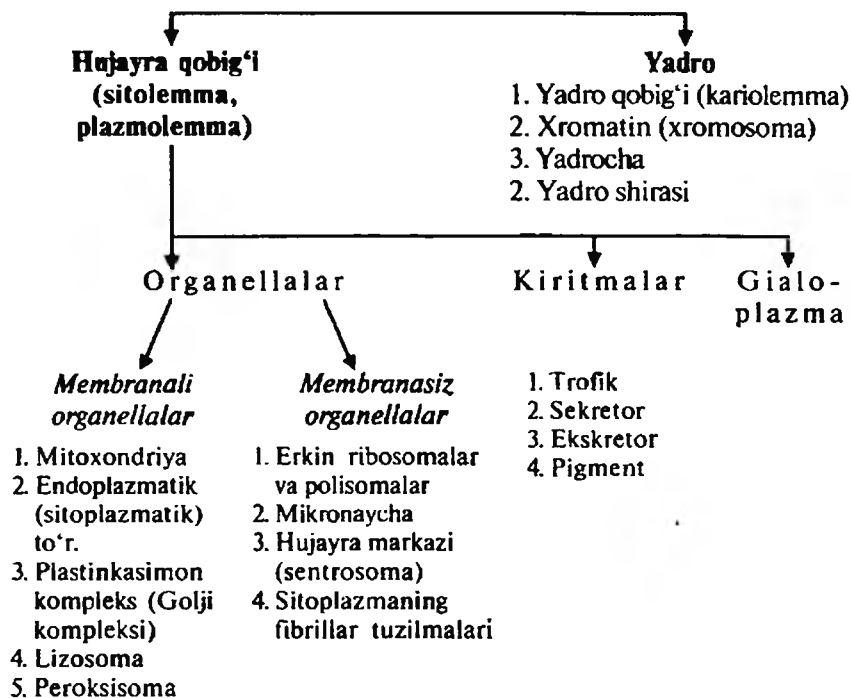 Hujayra qobig‘i
(sitolemma,
plazmolemma)
Yadro
1. Yadro qobig‘i (kariolemma)
2. Xromatin (xromosoma)
3. Yadrocha
2. Yadro shirasi
Organellalar
Kiritmalar
Gialo-
plazma
Membranali
organellalar
1. Mitoxondriya
2. Endoplazmatik
(sitoplazmatik)
to‘r.
3. Plastinkasimon
kompleks (Golji
kompleksi)
4. Lizosoma
5. Peroksisoma
Membranasiz
organellalar
1. Erkin ribosomalar
va polisomalar
2. Mikronaycha
3. Hujayra markazi
(sentrosoma)
4. Sitoplazmaning
fibrillar tuzilmalari
1. Trofik
2. Sekretor
3. Ekskretor
4. Pigment